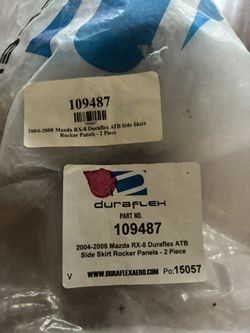 109487
109487
2004-2008 Mazda RX-8 Duraflex ATB Side Skirt
Rocker Panels - 2 Piece
duraflex
PART NO.
109487
2004-2008 Mazda RX-8 Duraflex ATB
Side Skirt Rocker Panels - 2 Piece
V
WWW.DURAFLEXAERO.COM
Po:15057